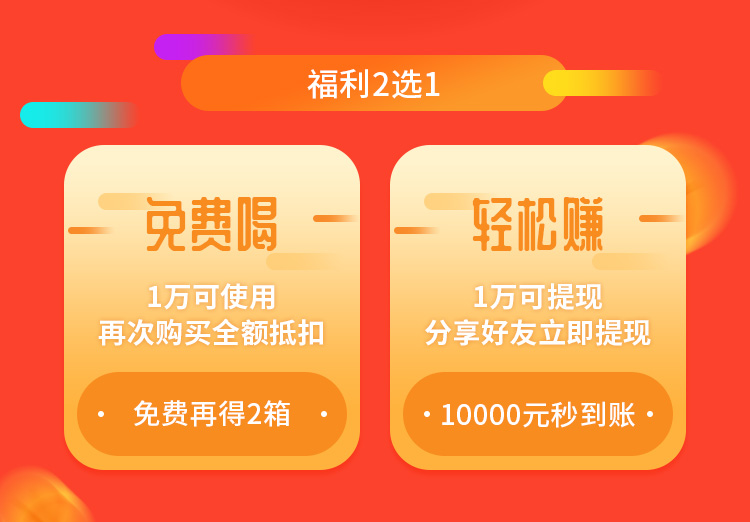 福利2选1
免费喝
1万可使用
再次购买全额抵扣
· 免费再得2箱 ·
轻松赚
1万可提现
分享好友立即提现
· 10000元秒到账 ·